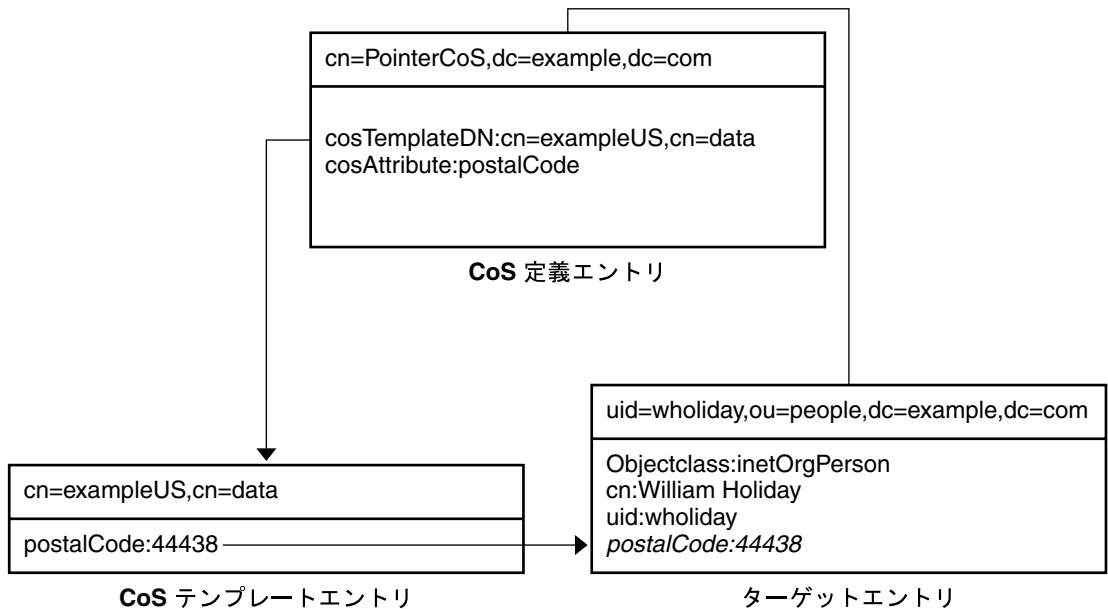 cn=PointerCoS,dc=example,dc=com
cosTemplateDN:cn=exampleUS,cn=data
cosAttribute:postalCode
CoS 定義エントリ
cn=exampleUS,cn=data
postalCode:44438
CoS テンプレートエントリ
uid=wholiday,ou=people,dc=example,dc=com
Objectclass:inetOrgPerson
cn:William Holiday
uid:wholiday
postalCode:44438
ターゲットエントリ